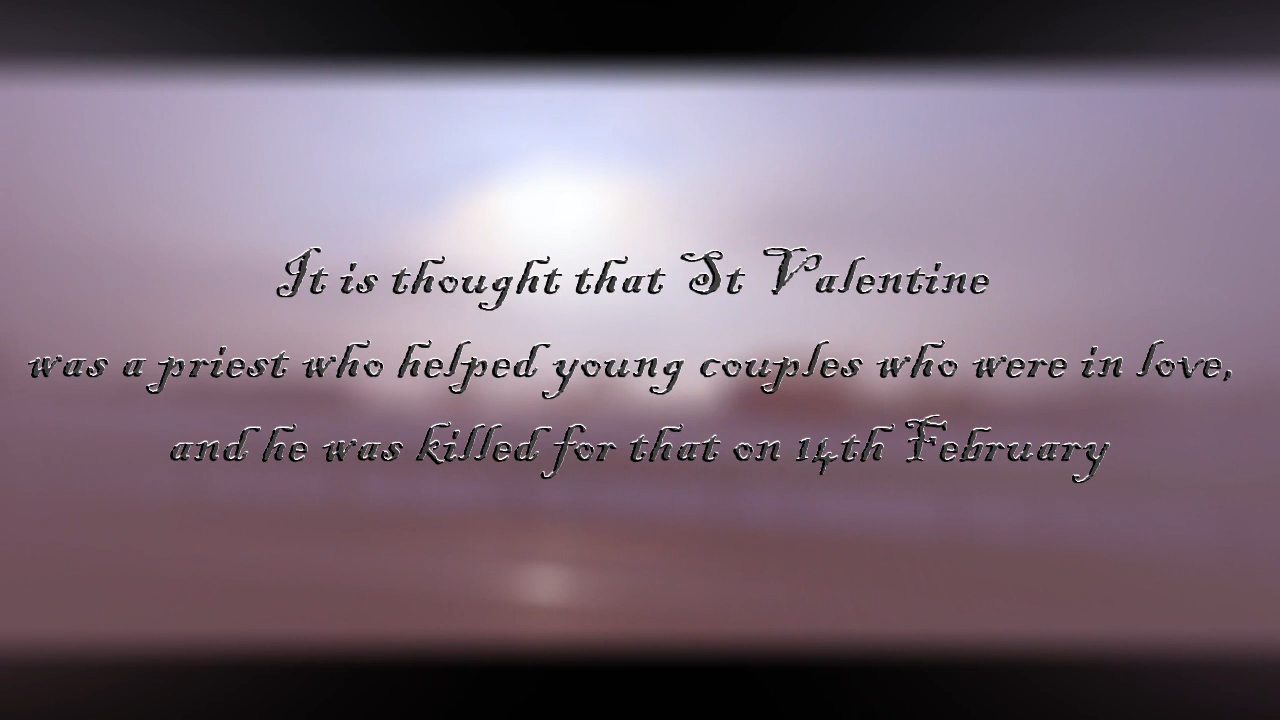 It is thought that St Valentine
was a priest who helped young couples who were in love,
and he was killed for that on 14th February